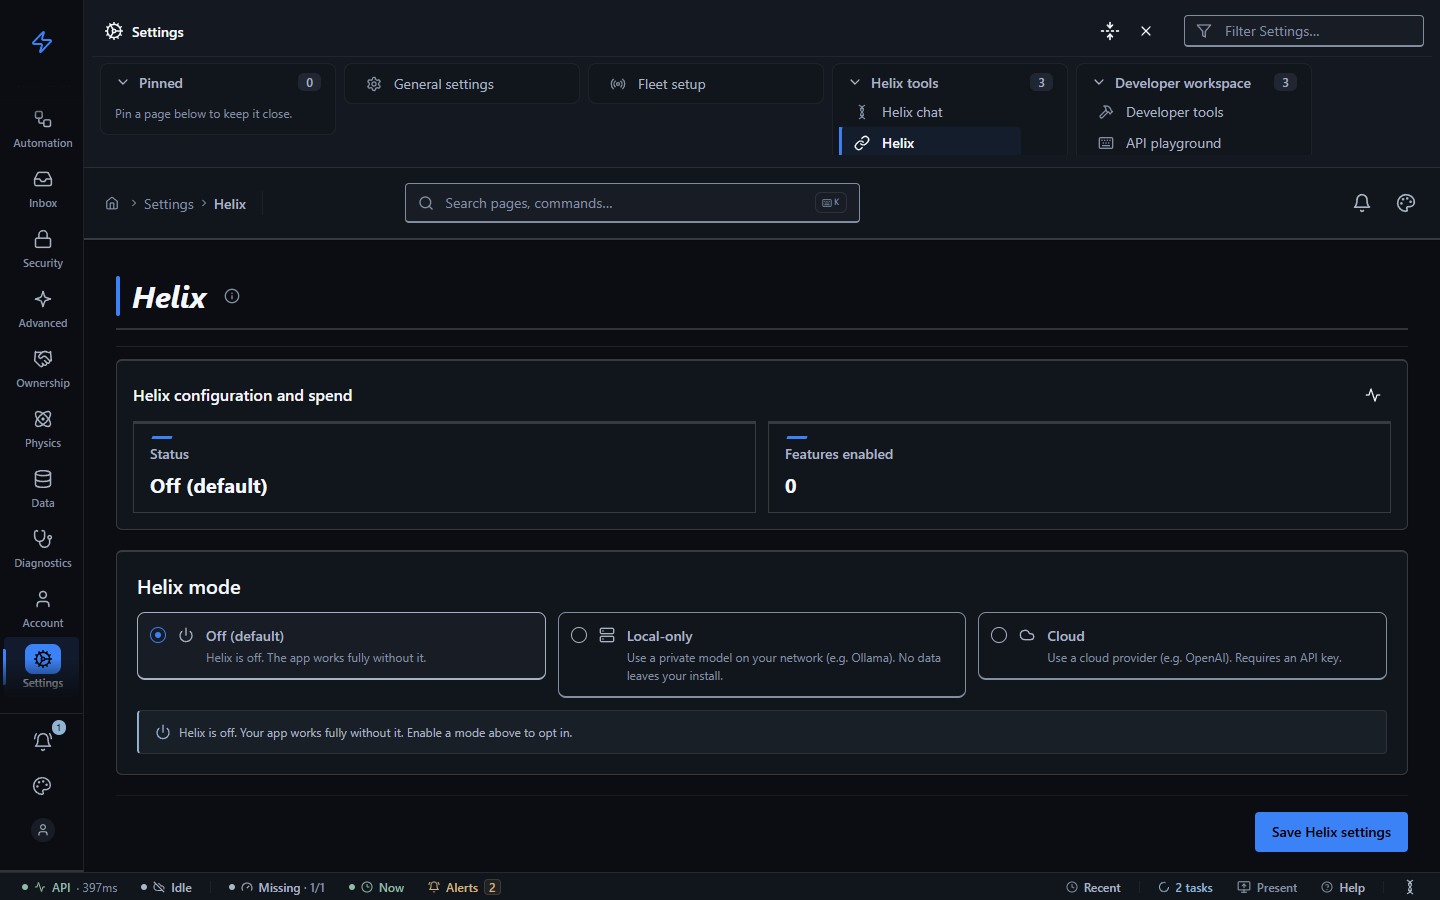 Settings
Filter Settings...
Pinned
0
Pin a page below to keep it close.
General settings
Fleet setup
Helix tools
3
Helix chat
Helix
Developer workspace
3
Developer tools
API playground
Automation
Inbox
Security
Advanced
Ownership
Physics
Data
Diagnostics
Account
Settings
1
Settings
Helix
Search pages, commands...
K
Helix
Helix configuration and spend
Status
Off (default)
Features enabled
0
Helix mode
Off (default)
Helix is off. The app works fully without it.
Local-only
Use a private model on your network (e.g. Ollama). No data
leaves your install.
Cloud
Use a cloud provider (e.g. OpenAI). Requires an API key.
Helix is off. Your app works fully without it. Enable a mode above to opt in.
Save Helix settings
API · 397ms
Idle
Missing · 1/1
Now
Alerts 2
Recent
2 tasks
Present
Help